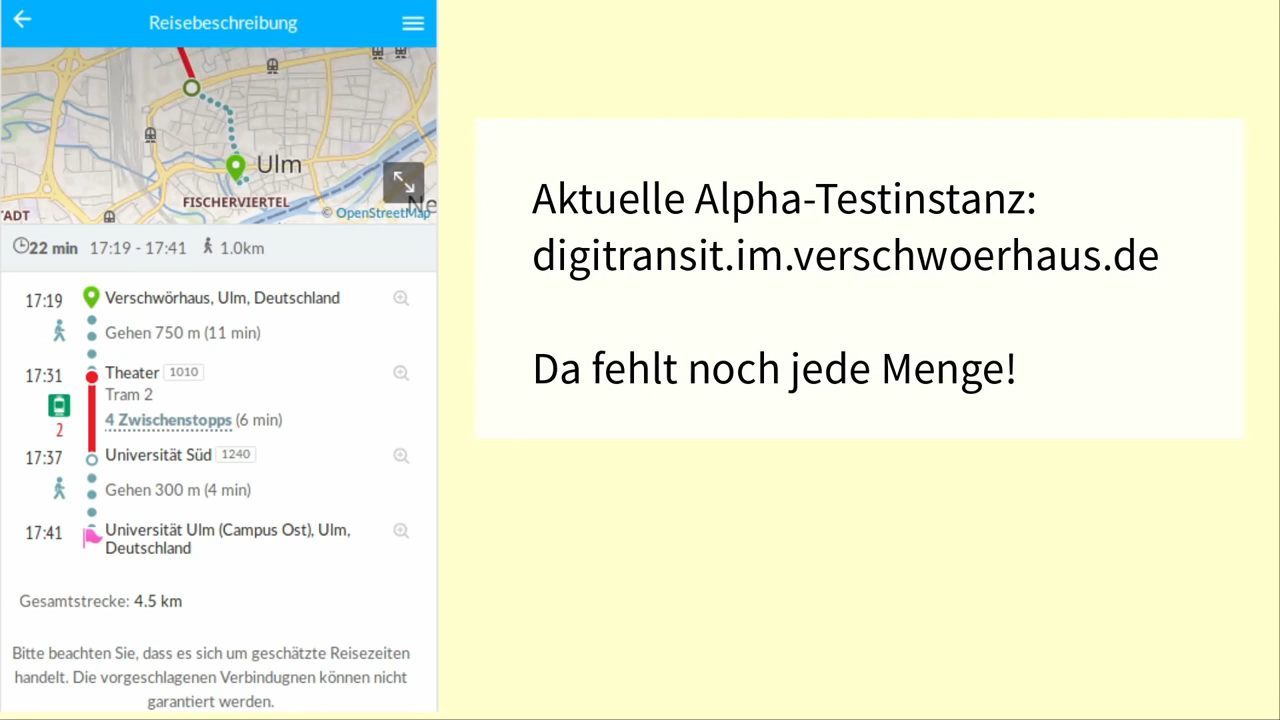 Reisebeschreibung
Ulm
FISCHERVIERTEL
ADT
Ne
© OpenStreetMap
22 min 17:19 - 17:41 1.0km
17:19 Verschwörhaus, Ulm, Deutschland
Gehen 750 m (11 min)
17:31 Theater 1010
Tram 2
4 Zwischenstopps (6 min)
2
17:37 Universität Süd 1240
Gehen 300 m (4 min)
17:41 Universität Ulm (Campus Ost), Ulm,
Deutschland
Gesamtstrecke: 4.5 km
Bitte beachten Sie, dass es sich um geschätzte Reisezeiten
handelt. Die vorgeschlagenen Verbindugnen können nicht
garantiert werden.
Aktuelle Alpha-Testinstanz:
digitransit.im.verschwoerhaus.de
Da fehlt noch jede Menge!